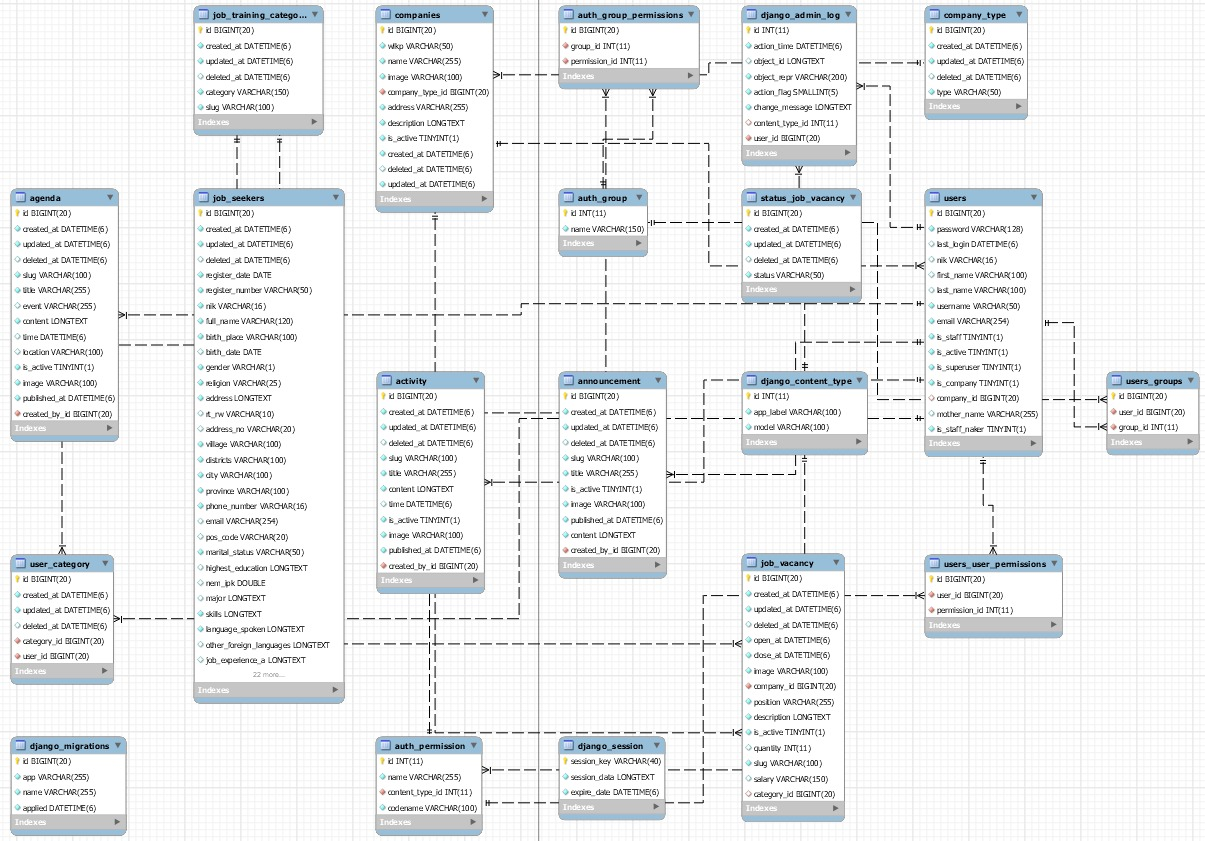 job_training_catego...
id BIGINT(20)
created_at DATETIME(6)
updated_at DATETIME(6)
deleted_at DATETIME(6)
category VARCHAR(150)
slug VARCHAR(100)
Indexes
companies
id BIGINT(20)
wlkp VARCHAR(50)
name VARCHAR(255)
image VARCHAR(100)
company_type_id BIGINT(20)
address VARCHAR(255)
description LONGTEXT
is_active TINYINT(1)
created_at DATETIME(6)
deleted_at DATETIME(6)
updated_at DATETIME(6)
Indexes
auth_group_permissions
id BIGINT(20)
group_id INT(11)
permission_id INT(11)
Indexes
django_admin_log
id INT(11)
action_time DATETIME(6)
object_id LONGTEXT
object_repr VARCHAR(200)
action_flag SMALLINT(5)
change_message LONGTEXT
content_type_id INT(11)
user_id BIGINT(20)
Indexes
company_type
id BIGINT(20)
created_at DATETIME(6)
updated_at DATETIME(6)
deleted_at DATETIME(6)
type VARCHAR(50)
Indexes
agenda
id BIGINT(20)
created_at DATETIME(6)
updated_at DATETIME(6)
deleted_at DATETIME(6)
slug VARCHAR(100)
title VARCHAR(255)
event VARCHAR(255)
content LONGTEXT
time DATETIME(6)
location VARCHAR(100)
is_active TINYINT(1)
image VARCHAR(100)
published_at DATETIME(6)
created_by_id BIGINT(20)
Indexes
job_seekers
id BIGINT(20)
created_at DATETIME(6)
updated_at DATETIME(6)
deleted_at DATETIME(6)
register_date DATE
register_number VARCHAR(50)
nik VARCHAR(16)
full_name VARCHAR(120)
birth_place VARCHAR(100)
birth_date DATE
gender VARCHAR(1)
religion VARCHAR(25)
address LONGTEXT
rt_rw VARCHAR(10)
address_no VARCHAR(20)
village VARCHAR(100)
districts VARCHAR(100)
city VARCHAR(100)
province VARCHAR(100)
phone_number VARCHAR(16)
email VARCHAR(254)
pos_code VARCHAR(20)
marital_status VARCHAR(50)
highest_education LONGTEXT
nem_ipk DOUBLE
major LONGTEXT
skills LONGTEXT
language_spoken LONGTEXT
other_foreign_languages LONGTEXT
job_experience_a LONGTEXT
22 more...
Indexes
auth_group
id INT(11)
name VARCHAR(150)
Indexes
status_job_vacancy
id BIGINT(20)
created_at DATETIME(6)
updated_at DATETIME(6)
deleted_at DATETIME(6)
status VARCHAR(50)
Indexes
users
id BIGINT(20)
password VARCHAR(128)
last_login DATETIME(6)
nik VARCHAR(16)
first_name VARCHAR(100)
last_name VARCHAR(100)
username VARCHAR(50)
email VARCHAR(254)
is_staff TINYINT(1)
is_active TINYINT(1)
is_superuser TINYINT(1)
is_company TINYINT(1)
company_id BIGINT(20)
mother_name VARCHAR(255)
is_staff_naker TINYINT(1)
Indexes
activity
id BIGINT(20)
created_at DATETIME(6)
updated_at DATETIME(6)
deleted_at DATETIME(6)
slug VARCHAR(100)
title VARCHAR(255)
content LONGTEXT
time DATETIME(6)
is_active TINYINT(1)
image VARCHAR(100)
published_at DATETIME(6)
created_by_id BIGINT(20)
Indexes
announcement
id BIGINT(20)
created_at DATETIME(6)
updated_at DATETIME(6)
deleted_at DATETIME(6)
slug VARCHAR(100)
title VARCHAR(255)
is_active TINYINT(1)
image VARCHAR(100)
published_at DATETIME(6)
content LONGTEXT
created_by_id BIGINT(20)
Indexes
django_content_type
id INT(11)
app_label VARCHAR(100)
model VARCHAR(100)
Indexes
users_groups
id BIGINT(20)
user_id BIGINT(20)
group_id INT(11)
Indexes
user_category
id BIGINT(20)
created_at DATETIME(6)
updated_at DATETIME(6)
deleted_at DATETIME(6)
category_id BIGINT(20)
user_id BIGINT(20)
Indexes
job_vacancy
id BIGINT(20)
created_at DATETIME(6)
updated_at DATETIME(6)
deleted_at DATETIME(6)
open_at DATETIME(6)
close_at DATETIME(6)
image VARCHAR(100)
company_id BIGINT(20)
position VARCHAR(255)
description LONGTEXT
is_active TINYINT(1)
quantity INT(11)
slug VARCHAR(100)
salary VARCHAR(150)
category_id BIGINT(20)
Indexes
users_user_permissions
id BIGINT(20)
user_id BIGINT(20)
permission_id INT(11)
Indexes
django_migrations
id BIGINT(20)
app VARCHAR(255)
name VARCHAR(255)
applied DATETIME(6)
Indexes
auth_permission
id INT(11)
name VARCHAR(255)
content_type_id INT(11)
codename VARCHAR(100)
Indexes
django_session
session_key VARCHAR(40)
session_data LONGTEXT
expire_date DATETIME(6)
Indexes